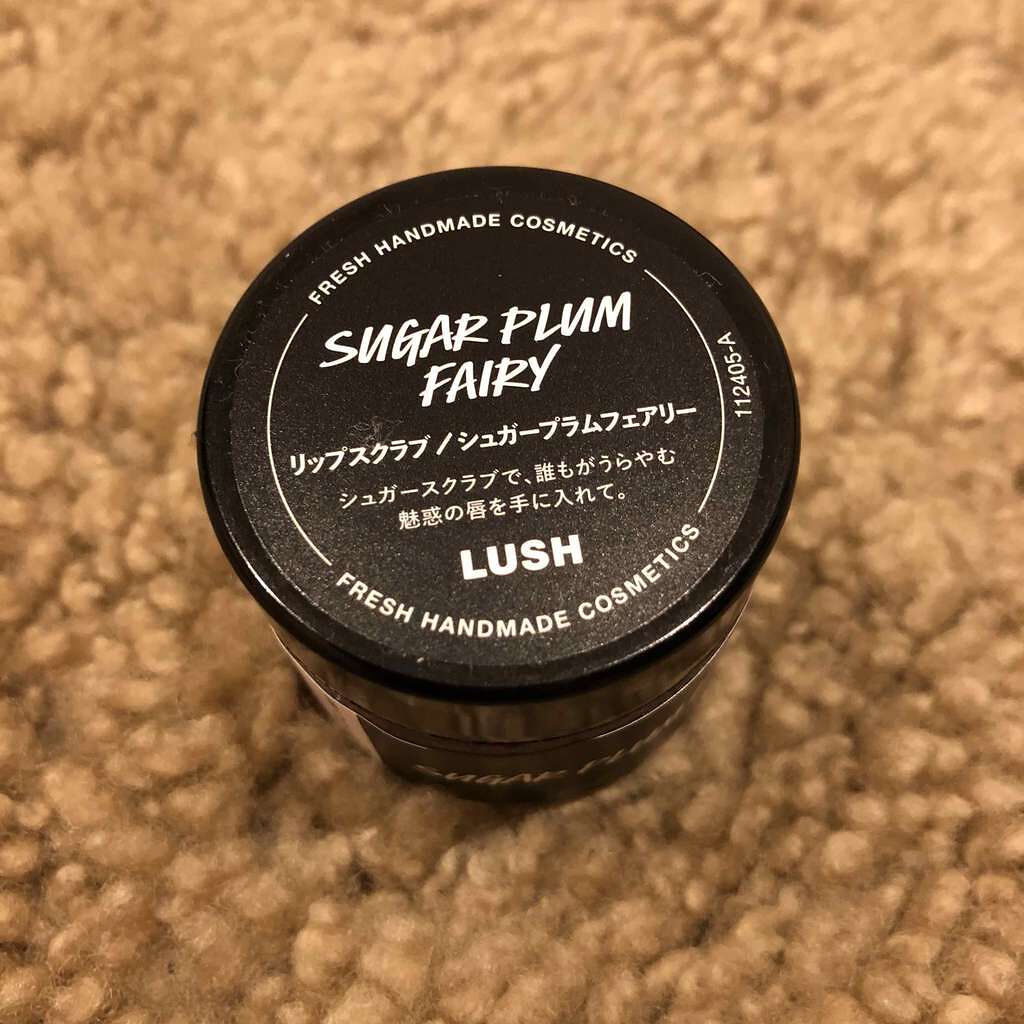 FRESH HANDMADE COSMETICS
SUGAR PLUM
FAIRY
リップスクラブ / シュガープラムフェアリー
シュガースクラブで、誰もがうらやむ
魅惑の唇を手に入れて。
LUSH
FRESH HANDMADE COSMETICS
112405-A
SUGAR